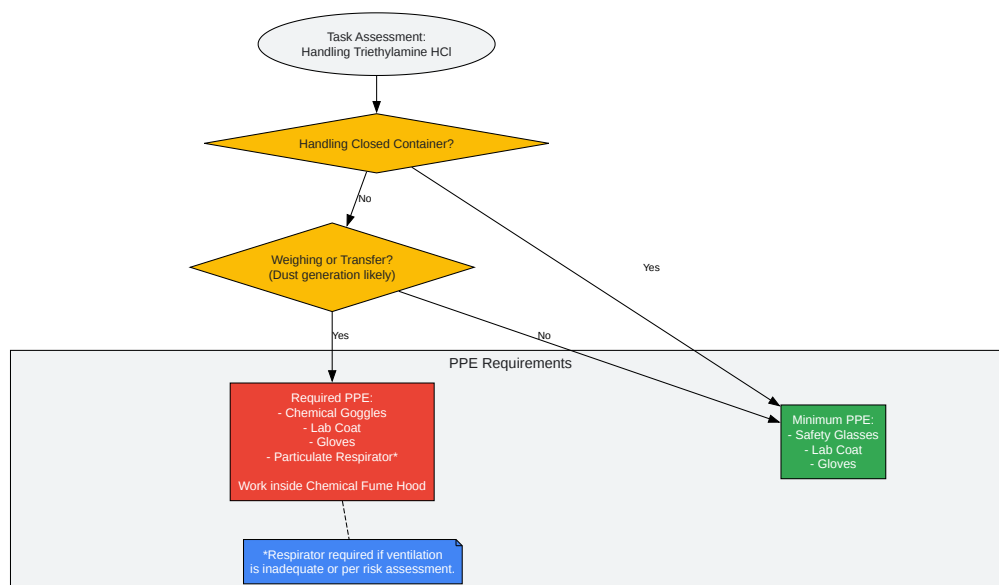 Task Assessment:
Handling Triethylamine HCl
Handling Closed Container?
No
Weighing or Transfer?
(Dust generation likely)
Yes
Yes
No
PPE Requirements
Required PPE:
- Chemical Goggles
- Lab Coat
- Gloves
- Particulate Respirator*
Work inside Chemical Fume Hood
Minimum PPE:
- Safety Glasses
- Lab Coat
- Gloves
*Respirator required if ventilation
is inadequate or per risk assessment.